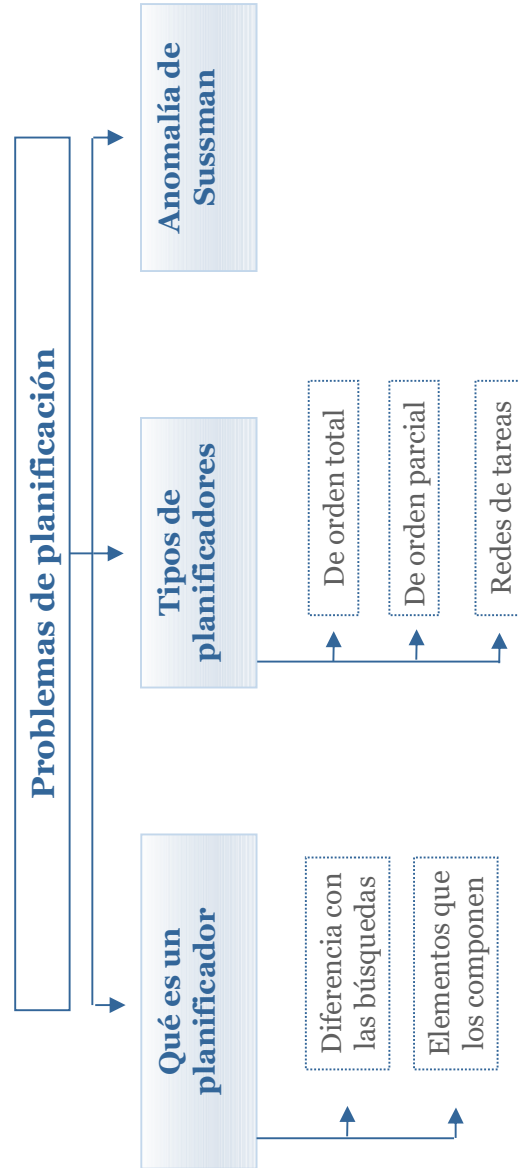 Problemas de planificación
Qué es un
planificador
Diferencia con
las búsquedas
Elementos que
los componen
Tipos de
planificadores
De orden total
De orden parcial
Redes de tareas
Anomalía de
Sussman